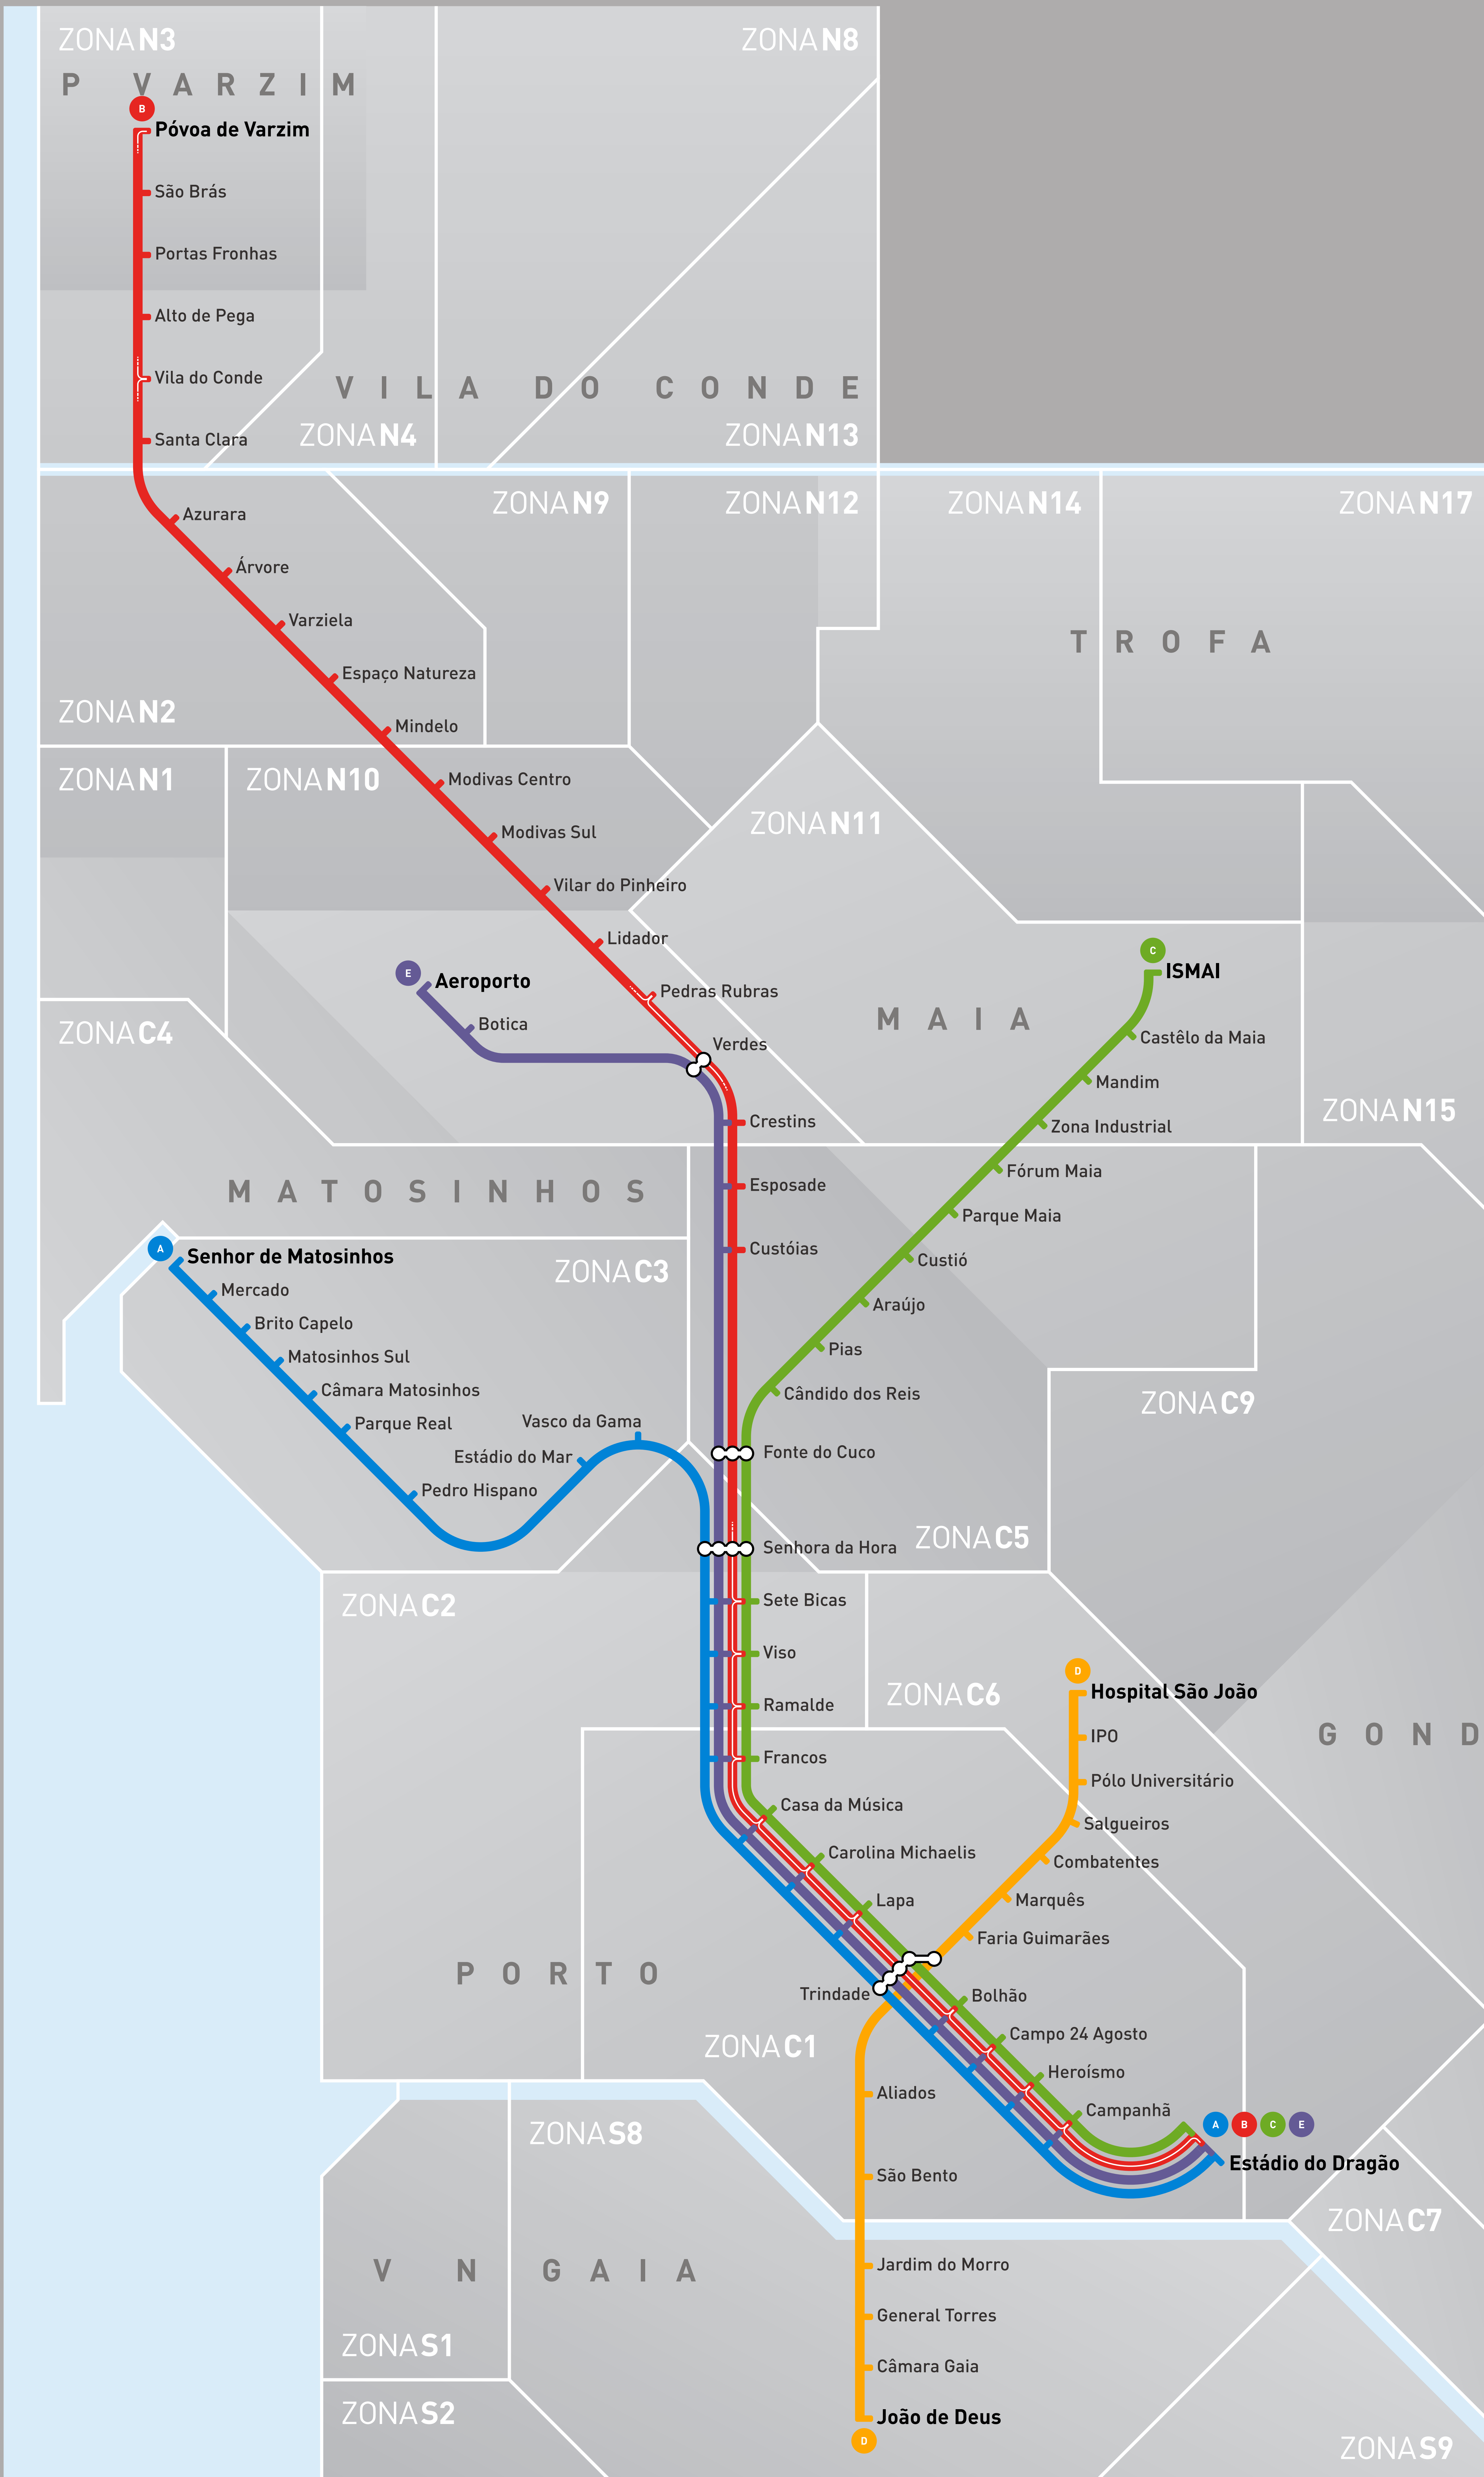 ZONA N3
ZONA N8
P VARZIM
B
Póvoa de Varzim
São Brás
Portas Fronhas
Alto de Pega
Vila do Conde
VILA DO CONDE
Santa Clara
ZONA N4
ZONA N13
ZONA N9
ZONA N12
ZONA N14
ZONA N17
Azurara
Árvore
Varziela
TROFA
Espaço Natureza
ZONA N2
Mindelo
ZONA N1
ZONA N10
Modivas Centro
ZONA N11
Modivas Sul
Vilar do Pinheiro
Lidador
C
ISMAI
E
Aeroporto
Pedras Rubras
Botica
MAIA
ZONA C4
Verdes
Castêlo da Maia
Mandim
ZONA N15
Crestins
Zona Industrial
Fórum Maia
MATOSINHOS
Esposade
Parque Maia
A
Senhor de Matosinhos
Custóias
Custió
ZONA C3
Mercado
Araújo
Brito Capelo
Pias
Matosinhos Sul
Câmara Matosinhos
Cândido dos Reis
ZONA C9
Parque Real
Vasco da Gama
Estádio do Mar
Fonte do Cuco
Pedro Hispano
ZONA C5
Senhora da Hora
ZONA C2
Sete Bicas
Viso
D
Hospital São João
ZONA C6
Ramalde
IPO
GOND
Francos
Pólo Universitário
Casa da Música
Salgueiros
Carolina Michaelis
Combatentes
Lapa
Marquês
Faria Guimarães
PORTO
Trindade
Bolhão
Campo 24 Agosto
ZONA C1
Heroísmo
Aliados
Campanhã
A B C E
ZONA S8
Estádio do Dragão
São Bento
ZONA C7
V N GAIA
Jardim do Morro
General Torres
ZONA S1
Câmara Gaia
ZONA S2
João de Deus
D
ZONA S9